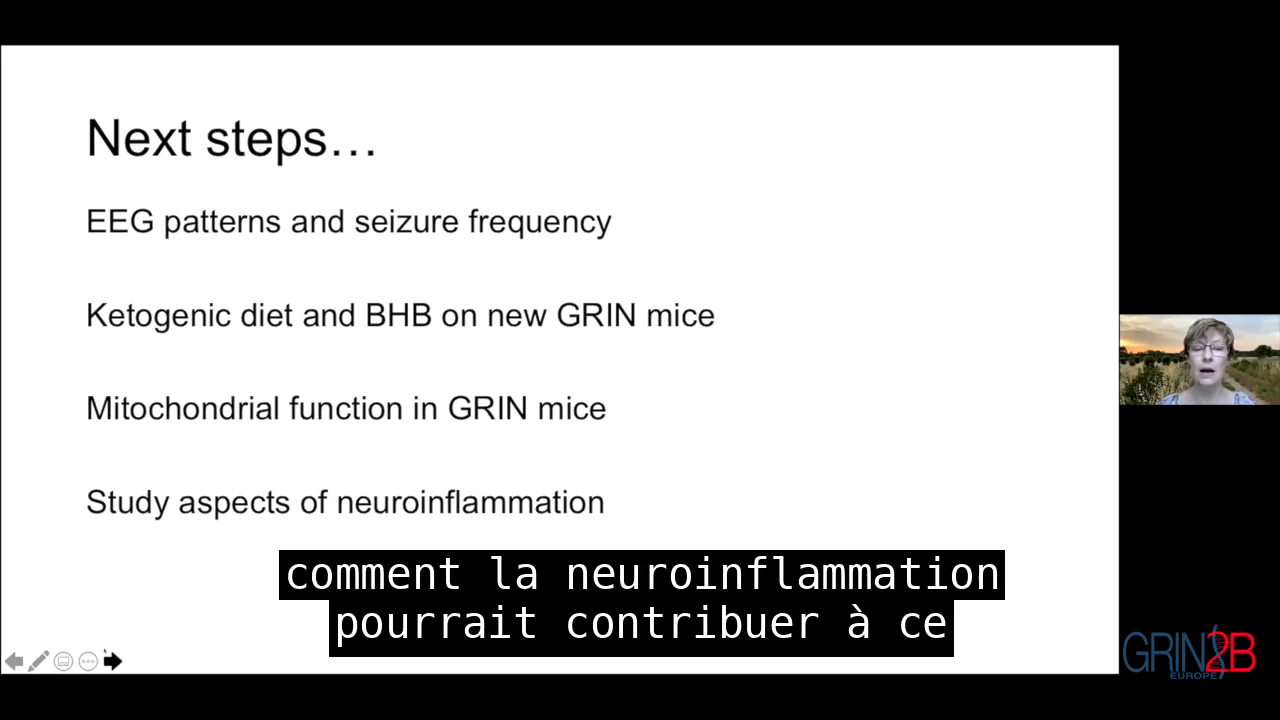 Next steps…
EEG patterns and seizure frequency
Ketogenic diet and BHB on new GRIN mice
Mitochondrial function in GRIN mice
Study aspects of neuroinflammation
comment la neuroinflammation
pourrait contribuer à ce
GRIN2B
EUROPE